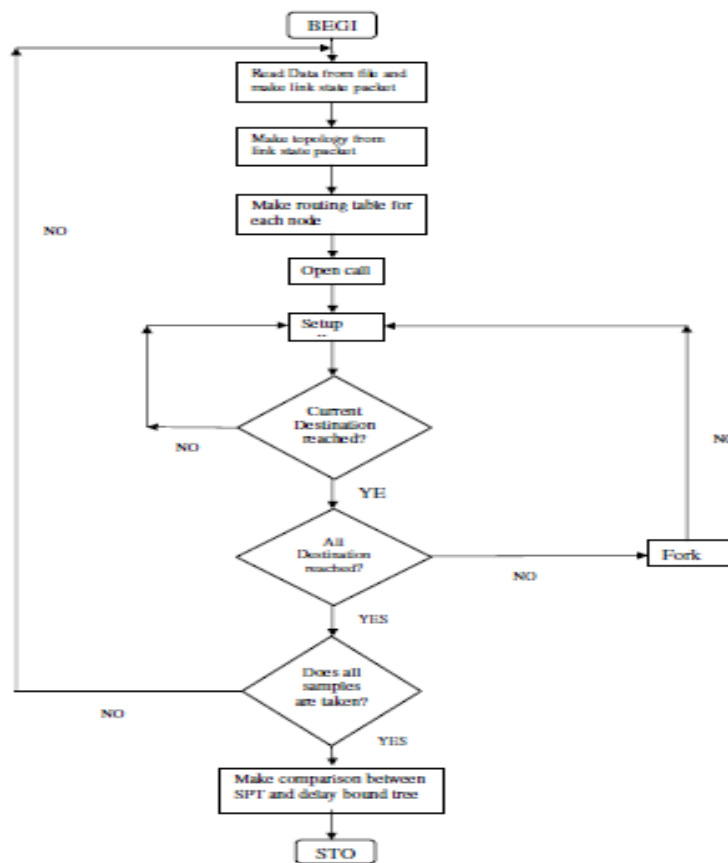 BEGI
Read Data from file and
make link state packet
Make topology from
link state packet
Make routing table for
each node
NO
Open call
Setup
Current
Destination
reached?
NO
NO
YE
All
Destination
reached?
Fork
NO
YES
Does all
samples
are taken?
NO
YES
Make comparison between
SPT and delay bound tree
STO